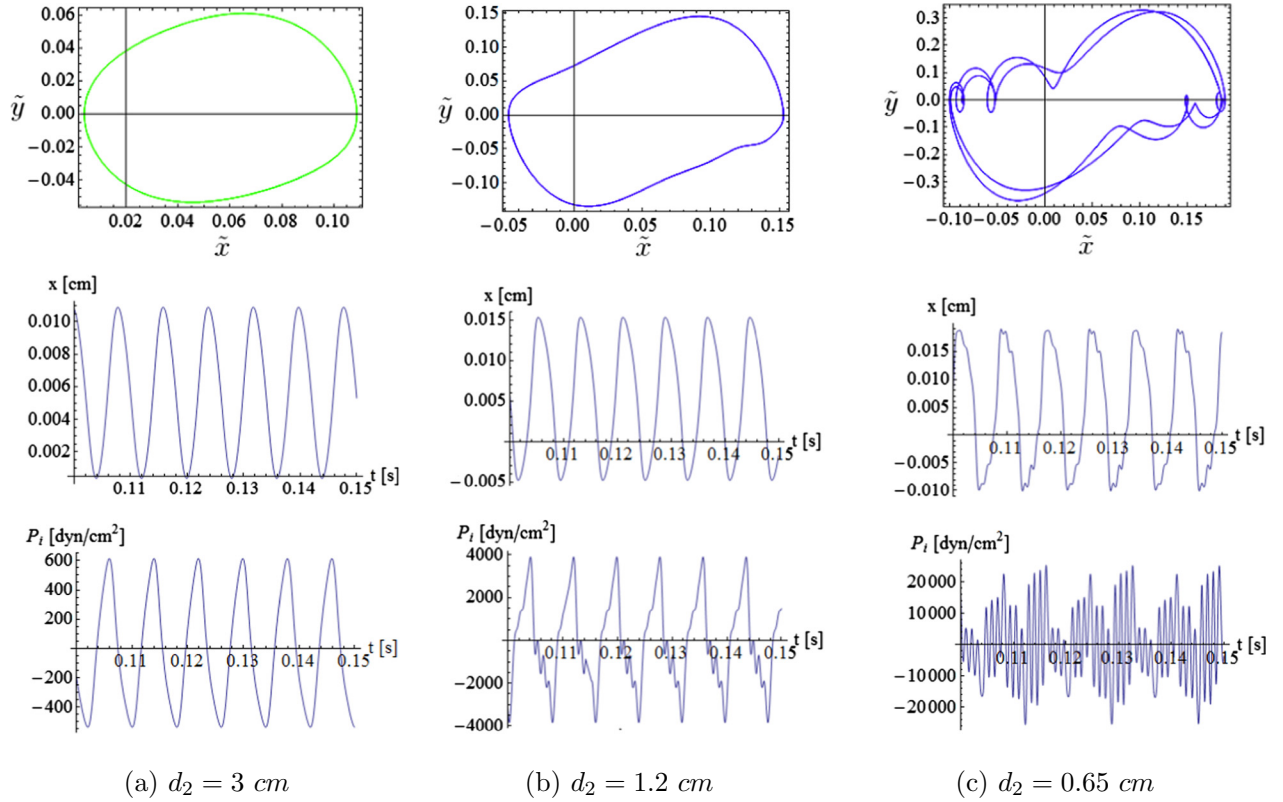 0.06
0.04
0.02
ỹ 0.00
−0.02
−0.04
0.02 0.04 0.06 0.08 0.10
x̃
0.15
0.10
0.05
ỹ 0.00
−0.05
−0.10
−0.05 0.00 0.05 0.10 0.15
x̃
0.3
0.2
0.1
ỹ 0.0
−0.1
−0.2
−0.3
−0.10 −0.05 0.00 0.05 0.10 0.15
x̃
x [cm]
0.010
0.008
0.006
0.004
0.002
0.11 0.12 0.13 0.14 0.15 t [s]
x [cm]
0.015
0.010
0.005
t [s]
0.11 0.12 0.13 0.14 0.15
−0.005
x [cm]
0.015
0.010
0.005
t [s]
0.11 0.12 0.13 0.14 0.15
−0.005
−0.010
Pᵢ [dyn/cm²]
600
400
200
t [s]
0.11 0.12 0.13 0.14 0.15
−200
−400
Pᵢ [dyn/cm²]
4000
2000
t [s]
0.11 0.12 0.13 0.14 0.15
−2000
−4000
Pᵢ [dyn/cm²]
20000
10000
t [s]
0.11 0.12 0.13 0.14 0.15
−10000
−20000
(a) d₂ = 3 cm
(b) d₂ = 1.2 cm
(c) d₂ = 0.65 cm